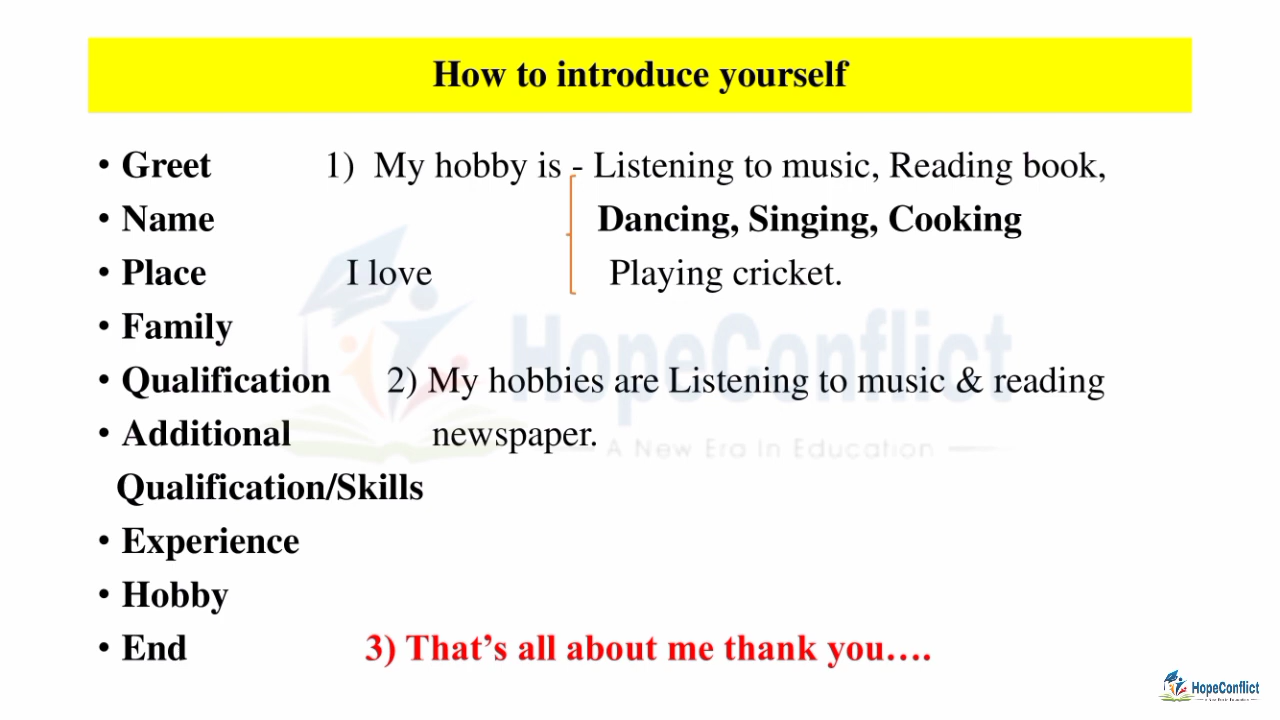 How to introduce yourself
• Greet 1) My hobby is - Listening to music, Reading book,
• Name Dancing, Singing, Cooking
• Place I love Playing cricket.
• Family
HopeConflict
• Qualification 2) My hobbies are Listening to music & reading
• Additional newspaper.
A New Era In Education
Qualification/Skills
• Experience
• Hobby
• End 3) That’s all about me thank you….
HopeConflict